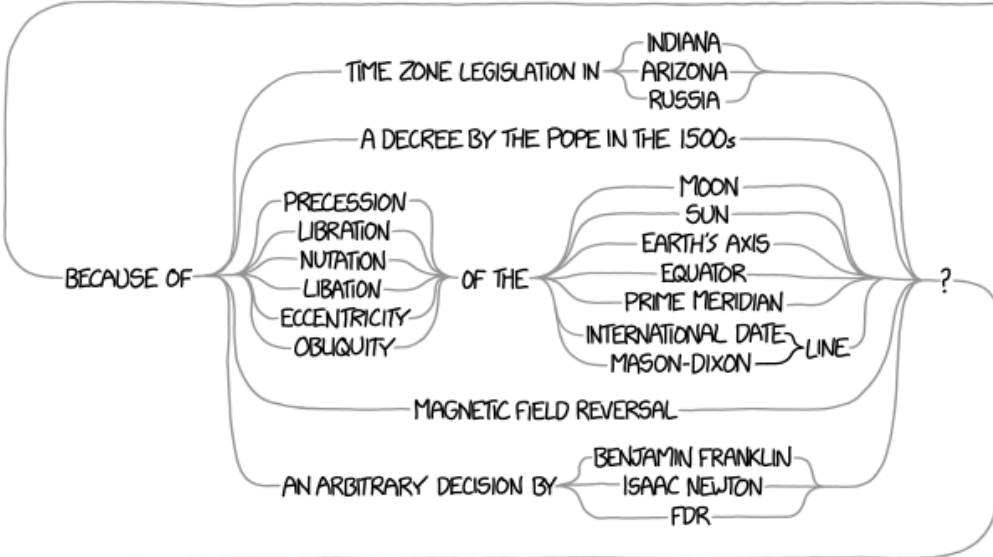 INDIANA
TIME ZONE LEGISLATION IN
ARIZONA
RUSSIA
A DECREE BY THE POPE IN THE 1500s
BECAUSE OF
PRECESSION
LIBRATION
NUTATION
LIBATION
ECCENTRICITY
OBLIQUITY
OF THE
MOON
SUN
EARTH'S AXIS
EQUATOR
PRIME MERIDIAN
INTERNATIONAL DATE
MASON-DIXON
LINE
?
MAGNETIC FIELD REVERSAL
AN ARBITRARY DECISION BY
BENJAMIN FRANKLIN
ISAAC NEWTON
FDR